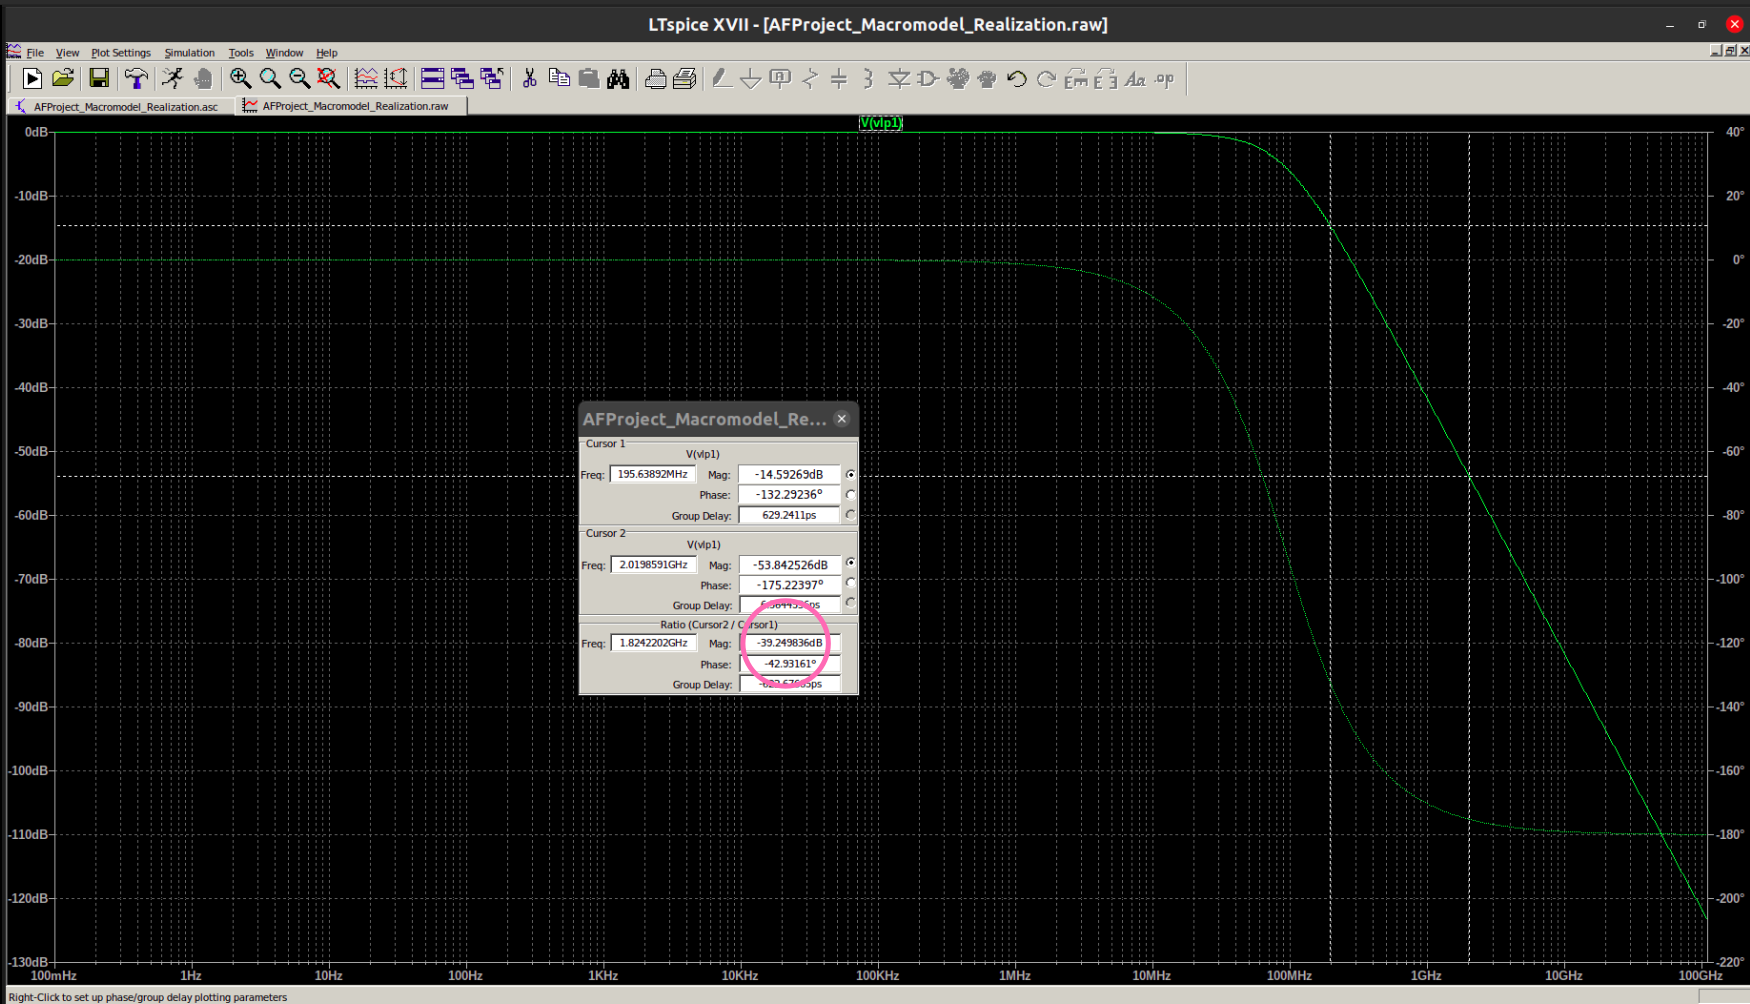 LTspice XVII - [AFProject_Macromodel_Realization.raw]
File View Plot Settings Simulation Tools Window Help
AFProject_Macromodel_Realization.asc AFProject_Macromodel_Realization.raw
V(vlp1)
0dB 40°
-10dB 20°
-20dB 0°
-30dB -20°
-40dB -40°
-50dB -60°
-60dB -80°
-70dB -100°
-80dB -120°
-90dB -140°
-100dB -160°
-110dB -180°
-120dB -200°
-130dB -220°
100mHz 1Hz 10Hz 100Hz 1KHz 10KHz 100KHz 1MHz 10MHz 100MHz 1GHz 10GHz 100GHz
AFProject_Macromodel_Re...
Cursor 1
V(vlp1)
Freq: 195.63892MHz Mag: -14.59269dB
Phase: -132.29236°
Group Delay: 629.2411ps
Cursor 2
V(vlp1)
Freq: 2.0198591GHz Mag: -53.842526dB
Phase: -175.22397°
Group Delay:
Ratio (Cursor2 / Cursor1)
Freq: 1.8242202GHz Mag: -39.249836dB
Phase: -42.93161°
Group Delay:
Right-Click to set up phase/group delay plotting parameters